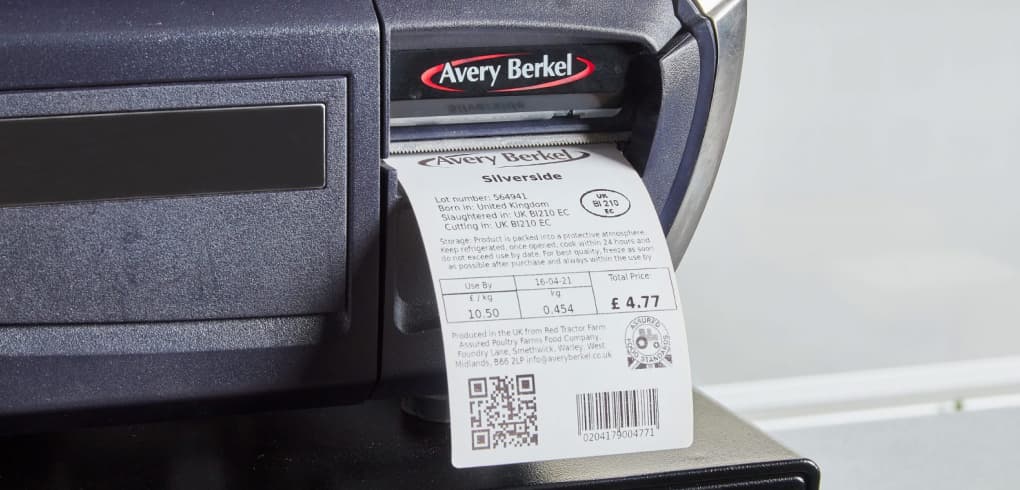 Avery Berkel
Avery Berkel
Silverside
Lot number: 564941
Born in: United Kingdom
Slaughtered in: UK BI210 EC
Cutting in: UK BI210 EC
UK
BI 210
EC
Storage: Product is packed into a protective atmosphere.
Keep refrigerated, once opened, cook within 24 hours and
do not exceed use by date. For best quality, freeze as soon
as possible after purchase and always within the use by
Use By
16-04-21
Total Price
£ / kg
kg
£ 4.77
10.50
0.454
Produced in the UK from Red Tractor Farm
Assured Poultry Farms Food Company,
Foundry Lane, Smethwick, Warley, West
Midlands, B66 2LP info@averyberkel.co.uk
ASSURED
FOOD STANDARDS
0204179004771